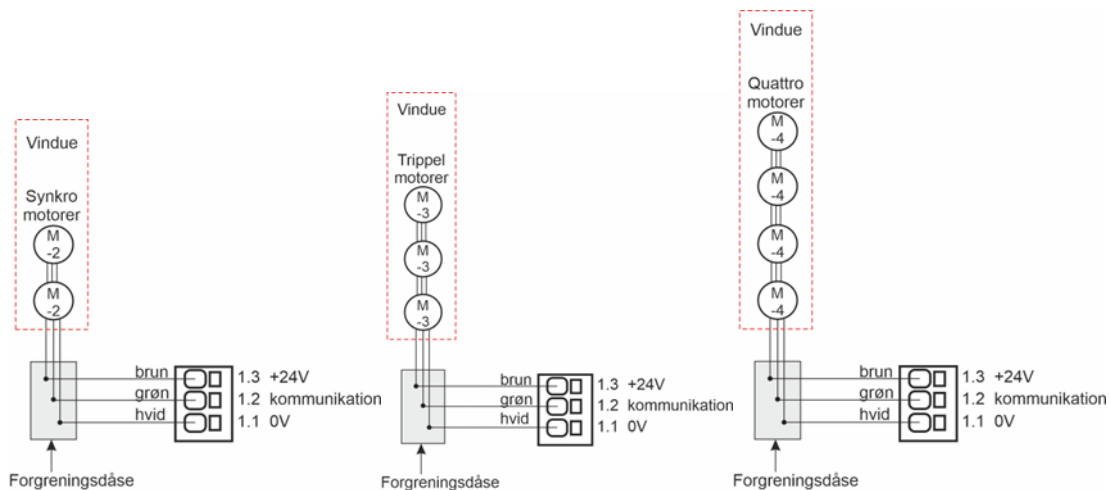 Vindue
Synkro
motorer
M
-2
M
-2
brun
1.3 +24V
grøn
1.2 kommunikation
hvid
1.1 0V
Forgreningsdåse
Vindue
Trippel
motorer
M
-3
M
-3
M
-3
brun
1.3 +24V
grøn
1.2 kommunikation
hvid
1.1 0V
Forgreningsdåse
Vindue
Quattro
motorer
M
-4
M
-4
M
-4
M
-4
brun
1.3 +24V
grøn
1.2 kommunikation
hvid
1.1 0V
Forgreningsdåse